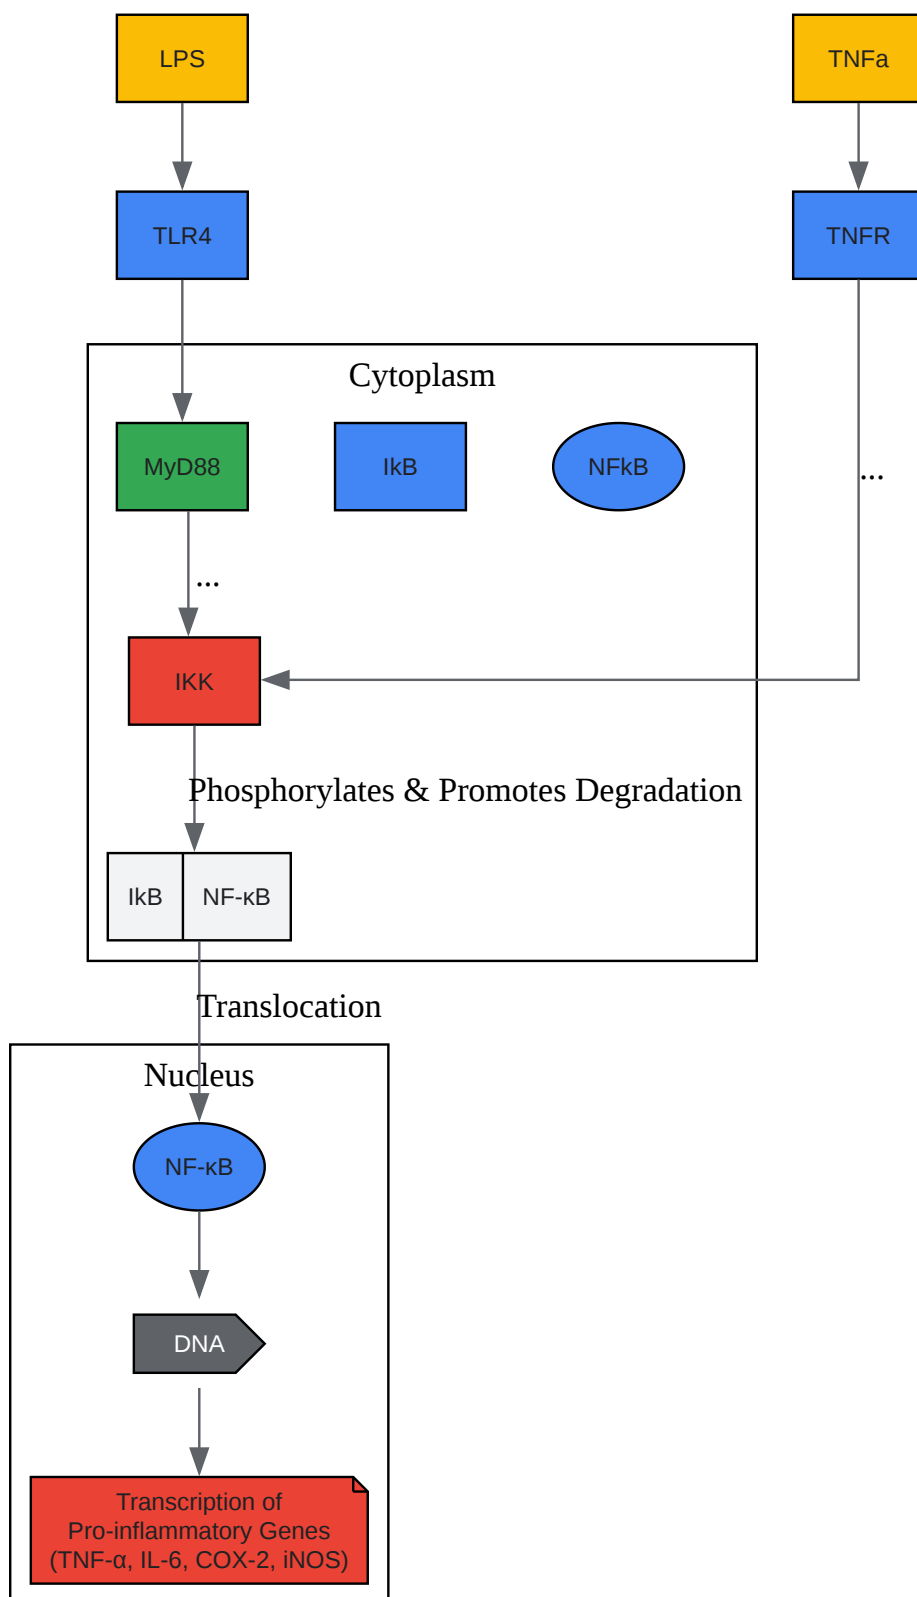 LPS
TNFa
TLR4
TNFR
Cytoplasm
MyD88
IkB
NFkB
...
...
IKK
Phosphorylates & Promotes Degradation
IkB
NF-κB
Translocation
Nucleus
NF-κB
DNA
Transcription of
Pro-inflammatory Genes
(TNF-α, IL-6, COX-2, iNOS)